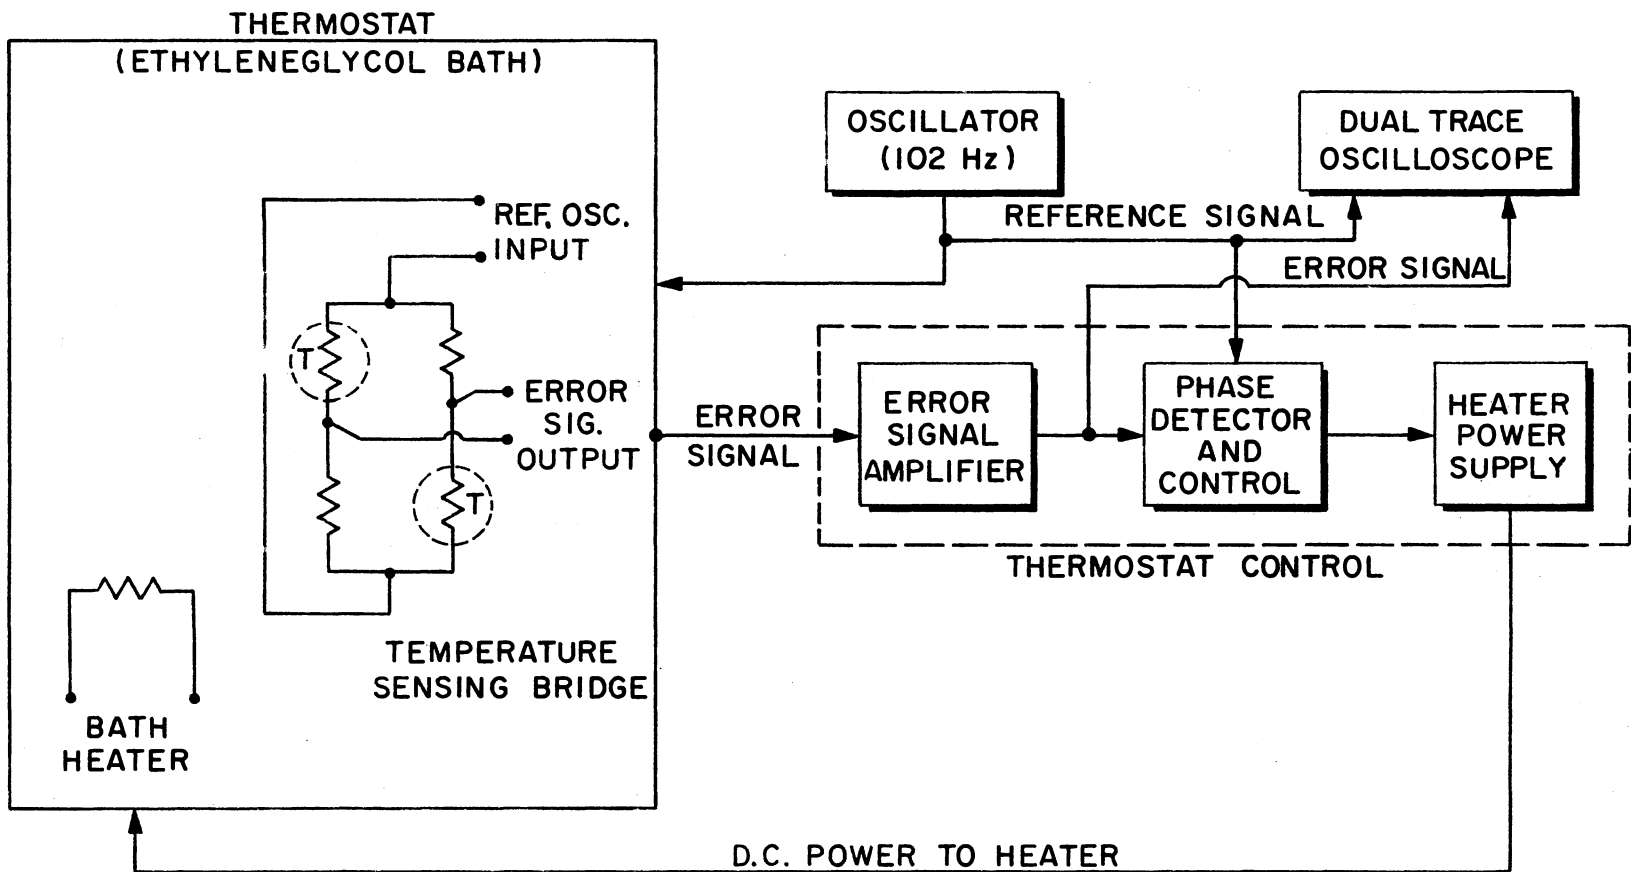 THERMOSTAT
(ETHYLENEGLYCOL BATH)
REF. OSC.
INPUT
T
ERROR
SIG.
OUTPUT
T
TEMPERATURE
SENSING BRIDGE
BATH
HEATER
OSCILLATOR
(102 Hz)
DUAL TRACE
OSCILLOSCOPE
REFERENCE SIGNAL
ERROR SIGNAL
ERROR
SIGNAL
ERROR
SIGNAL
AMPLIFIER
PHASE
DETECTOR
AND
CONTROL
HEATER
POWER
SUPPLY
THERMOSTAT CONTROL
D.C. POWER TO HEATER